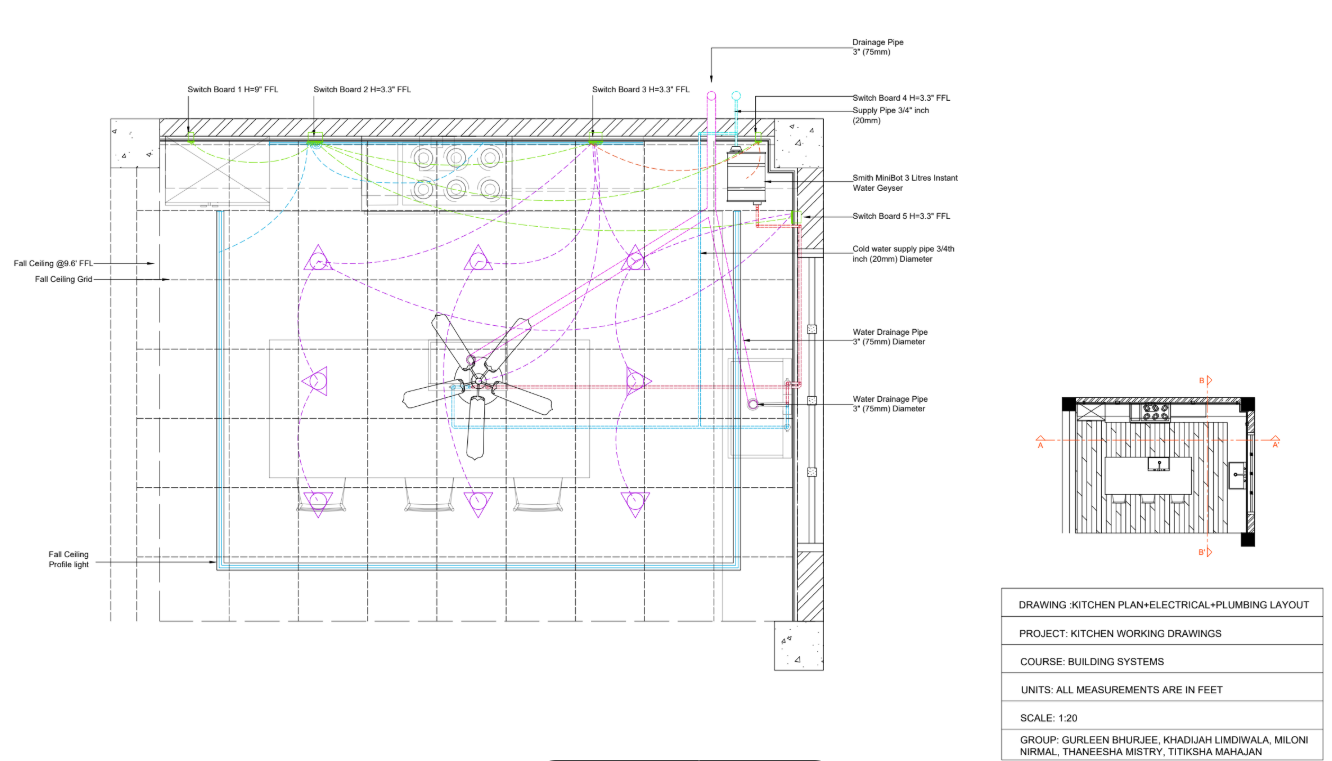 Drainage Pipe
3" (75mm)
Switch Board 1 H=9" FFL
Switch Board 2 H=3.3" FFL
Switch Board 3 H=3.3" FFL
Switch Board 4 H=3.3" FFL
Supply Pipe 3/4" inch
(20mm)
Smith MiniBot 3 Litres Instant
Water Geyser
Switch Board 5 H=3.3" FFL
Cold water supply pipe 3/4th
inch (20mm) Diameter
Fall Ceiling @9.6' FFL
Fall Ceiling Grid
Water Drainage Pipe
3" (75mm) Diameter
Water Drainage Pipe
3" (75mm) Diameter
Fall Ceiling
Profile light
B
A
A'
B'
DRAWING :KITCHEN PLAN+ELECTRICAL+PLUMBING LAYOUT
PROJECT: KITCHEN WORKING DRAWINGS
COURSE: BUILDING SYSTEMS
UNITS: ALL MEASUREMENTS ARE IN FEET
SCALE: 1:20
GROUP: GURLEEN BHURJEE, KHADIJAH LIMDIWALA, MILONI
NIRMAL, THANEESHA MISTRY, TITIKSHA MAHAJAN